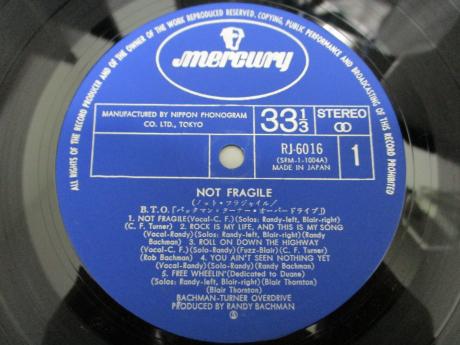 ALL RIGHTS OF THE RECORD PRODUCER AND OF THE OWNER OF THE WORK REPRODUCED RESERVED. COPYING, PUBLIC PERFORMANCE AND BROADCASTING OF THIS RECORD PROHIBITED
mercury
MANUFACTURED BY NIPPON PHONOGRAM
CO. LTD., TOKYO
33 1/3
STEREO
RJ-6016
(SRM-1-1004A)
MADE IN JAPAN
1
NOT FRAGILE
(ノット・フラジャイル/
B.T.O.「バックマン・ターナー・オーバードライブ」)
1. NOT FRAGILE(Vocal-C. F.)(Solos: Randy-left, Blair-right)
(C. F. Turner) 2. ROCK IS MY LIFE, AND THIS IS MY SONG
(Vocal-Randy)(Solos: Randy-left, Blair-right)(Randy
Bachman) 3. ROLL ON DOWN THE HIGHWAY
(Vocal-C. F.)(Solo-Randy)(Fuzz-Blair)(C. F. Turner)
(Rob Bachman) 4. YOU AIN'T SEEN NOTHING YET
(Vocal-Randy)(Solo-Randy)(Randy Bachman)
5. FREE WHEELIN'(Dedicated to Duane)
(Solos: Randy-left, Blair-right)(Blair Thornton)
(Blair Thornton)
BACHMAN-TURNER OVERDRIVE
PRODUCED BY RANDY BACHMAN